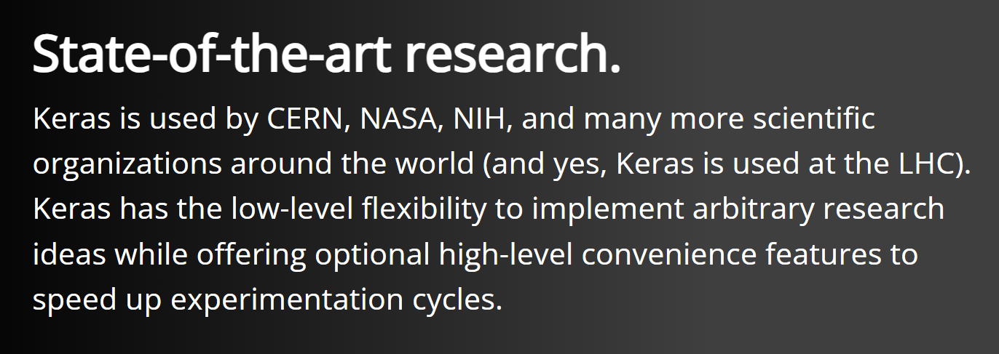 State-of-the-art research.
Keras is used by CERN, NASA, NIH, and many more scientific
organizations around the world (and yes, Keras is used at the LHC).
Keras has the low-level flexibility to implement arbitrary research
ideas while offering optional high-level convenience features to
speed up experimentation cycles.